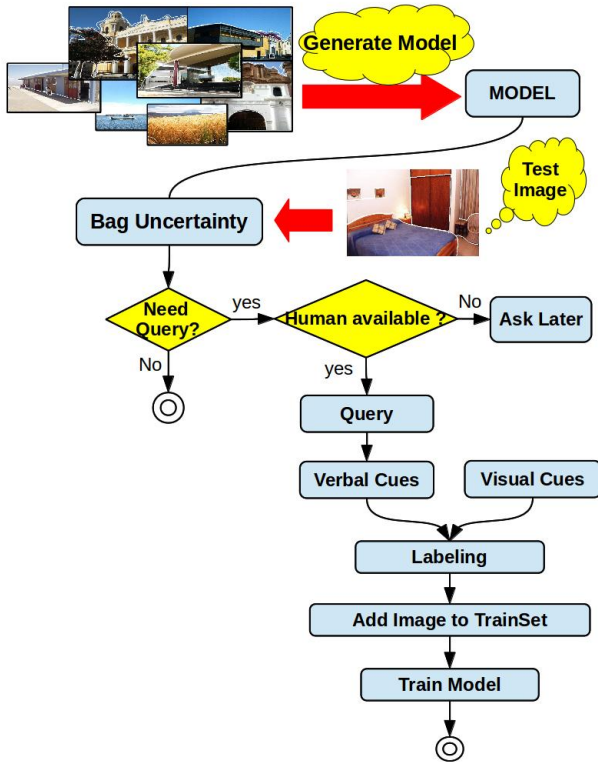 Generate Model
MODEL
Test
Image
Bag Uncertainty
Need
Query?
yes
Human available ?
No
Ask Later
No
yes
Query
Verbal Cues
Visual Cues
Labeling
Add Image to TrainSet
Train Model